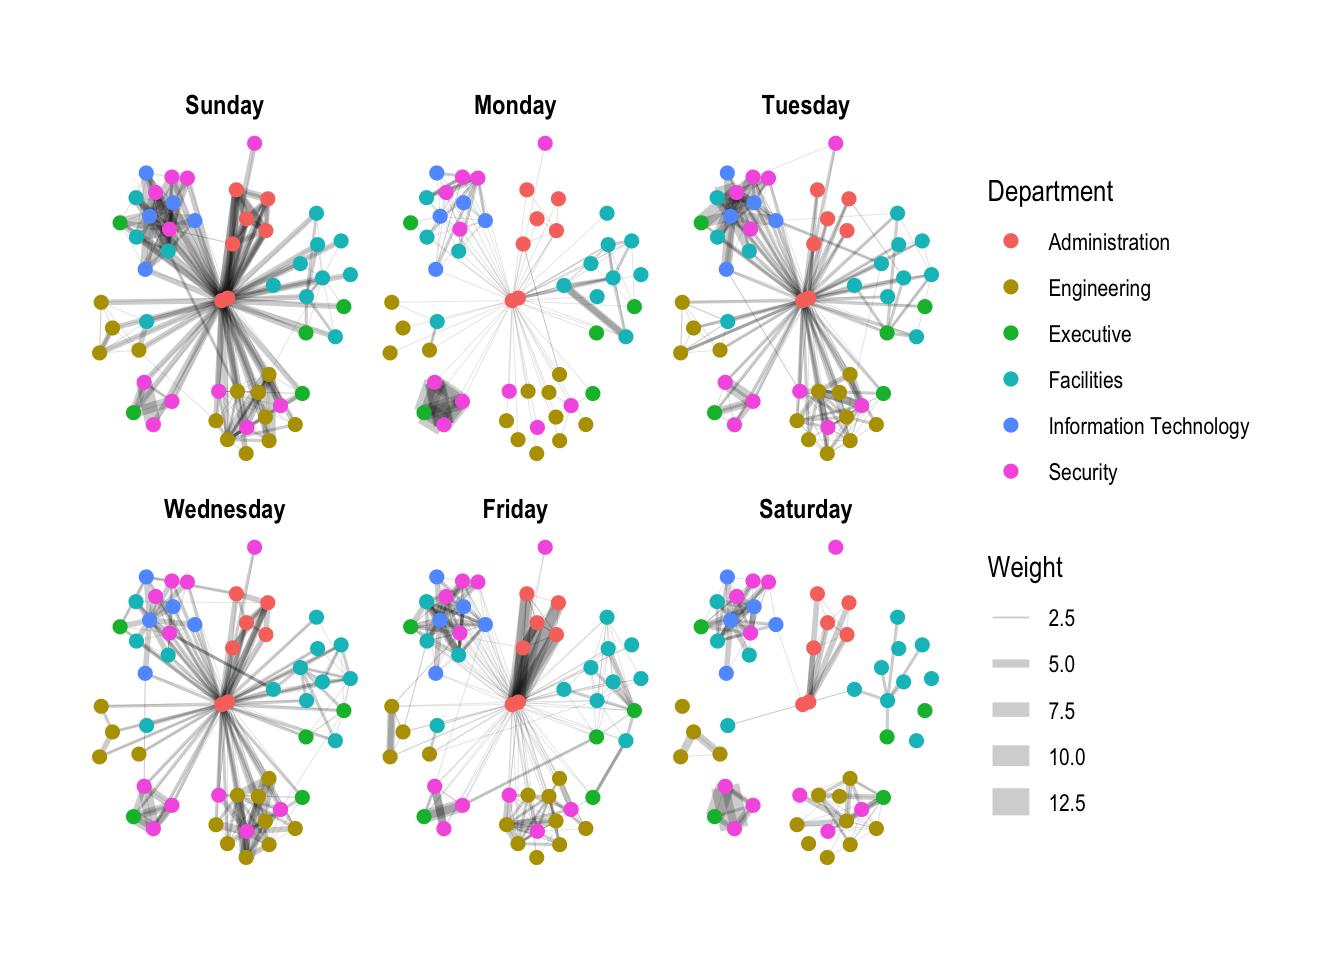 Sunday
Monday
Tuesday
Wednesday
Friday
Saturday
Department
Administration
Engineering
Executive
Facilities
Information Technology
Security
Weight
2.5
5.0
7.5
10.0
12.5